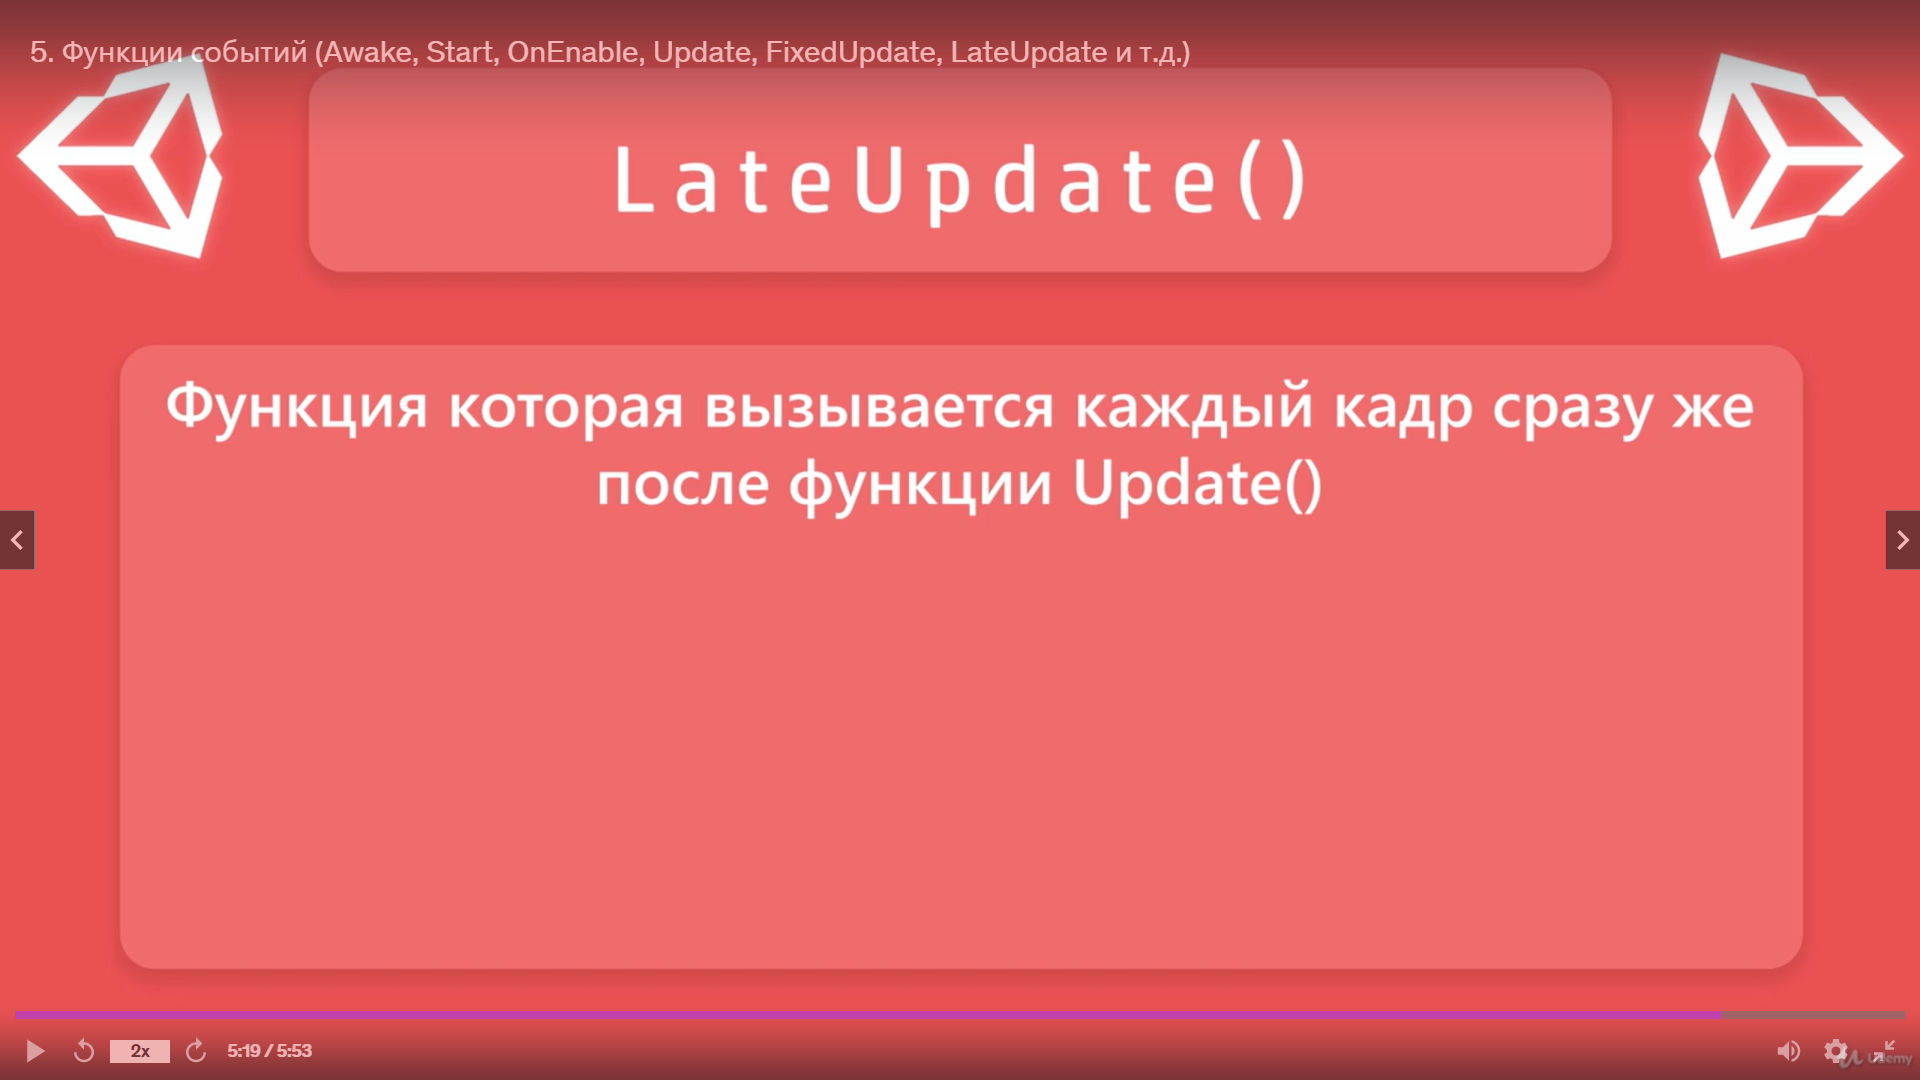 5. Функции событий (Awake, Start, OnEnable, Update, FixedUpdate, LateUpdate и т.д.)
LateUpdate()
Функция которая вызывается каждый кадр сразу же
после функции Update()
2x
5:19 / 5:53
Udemy